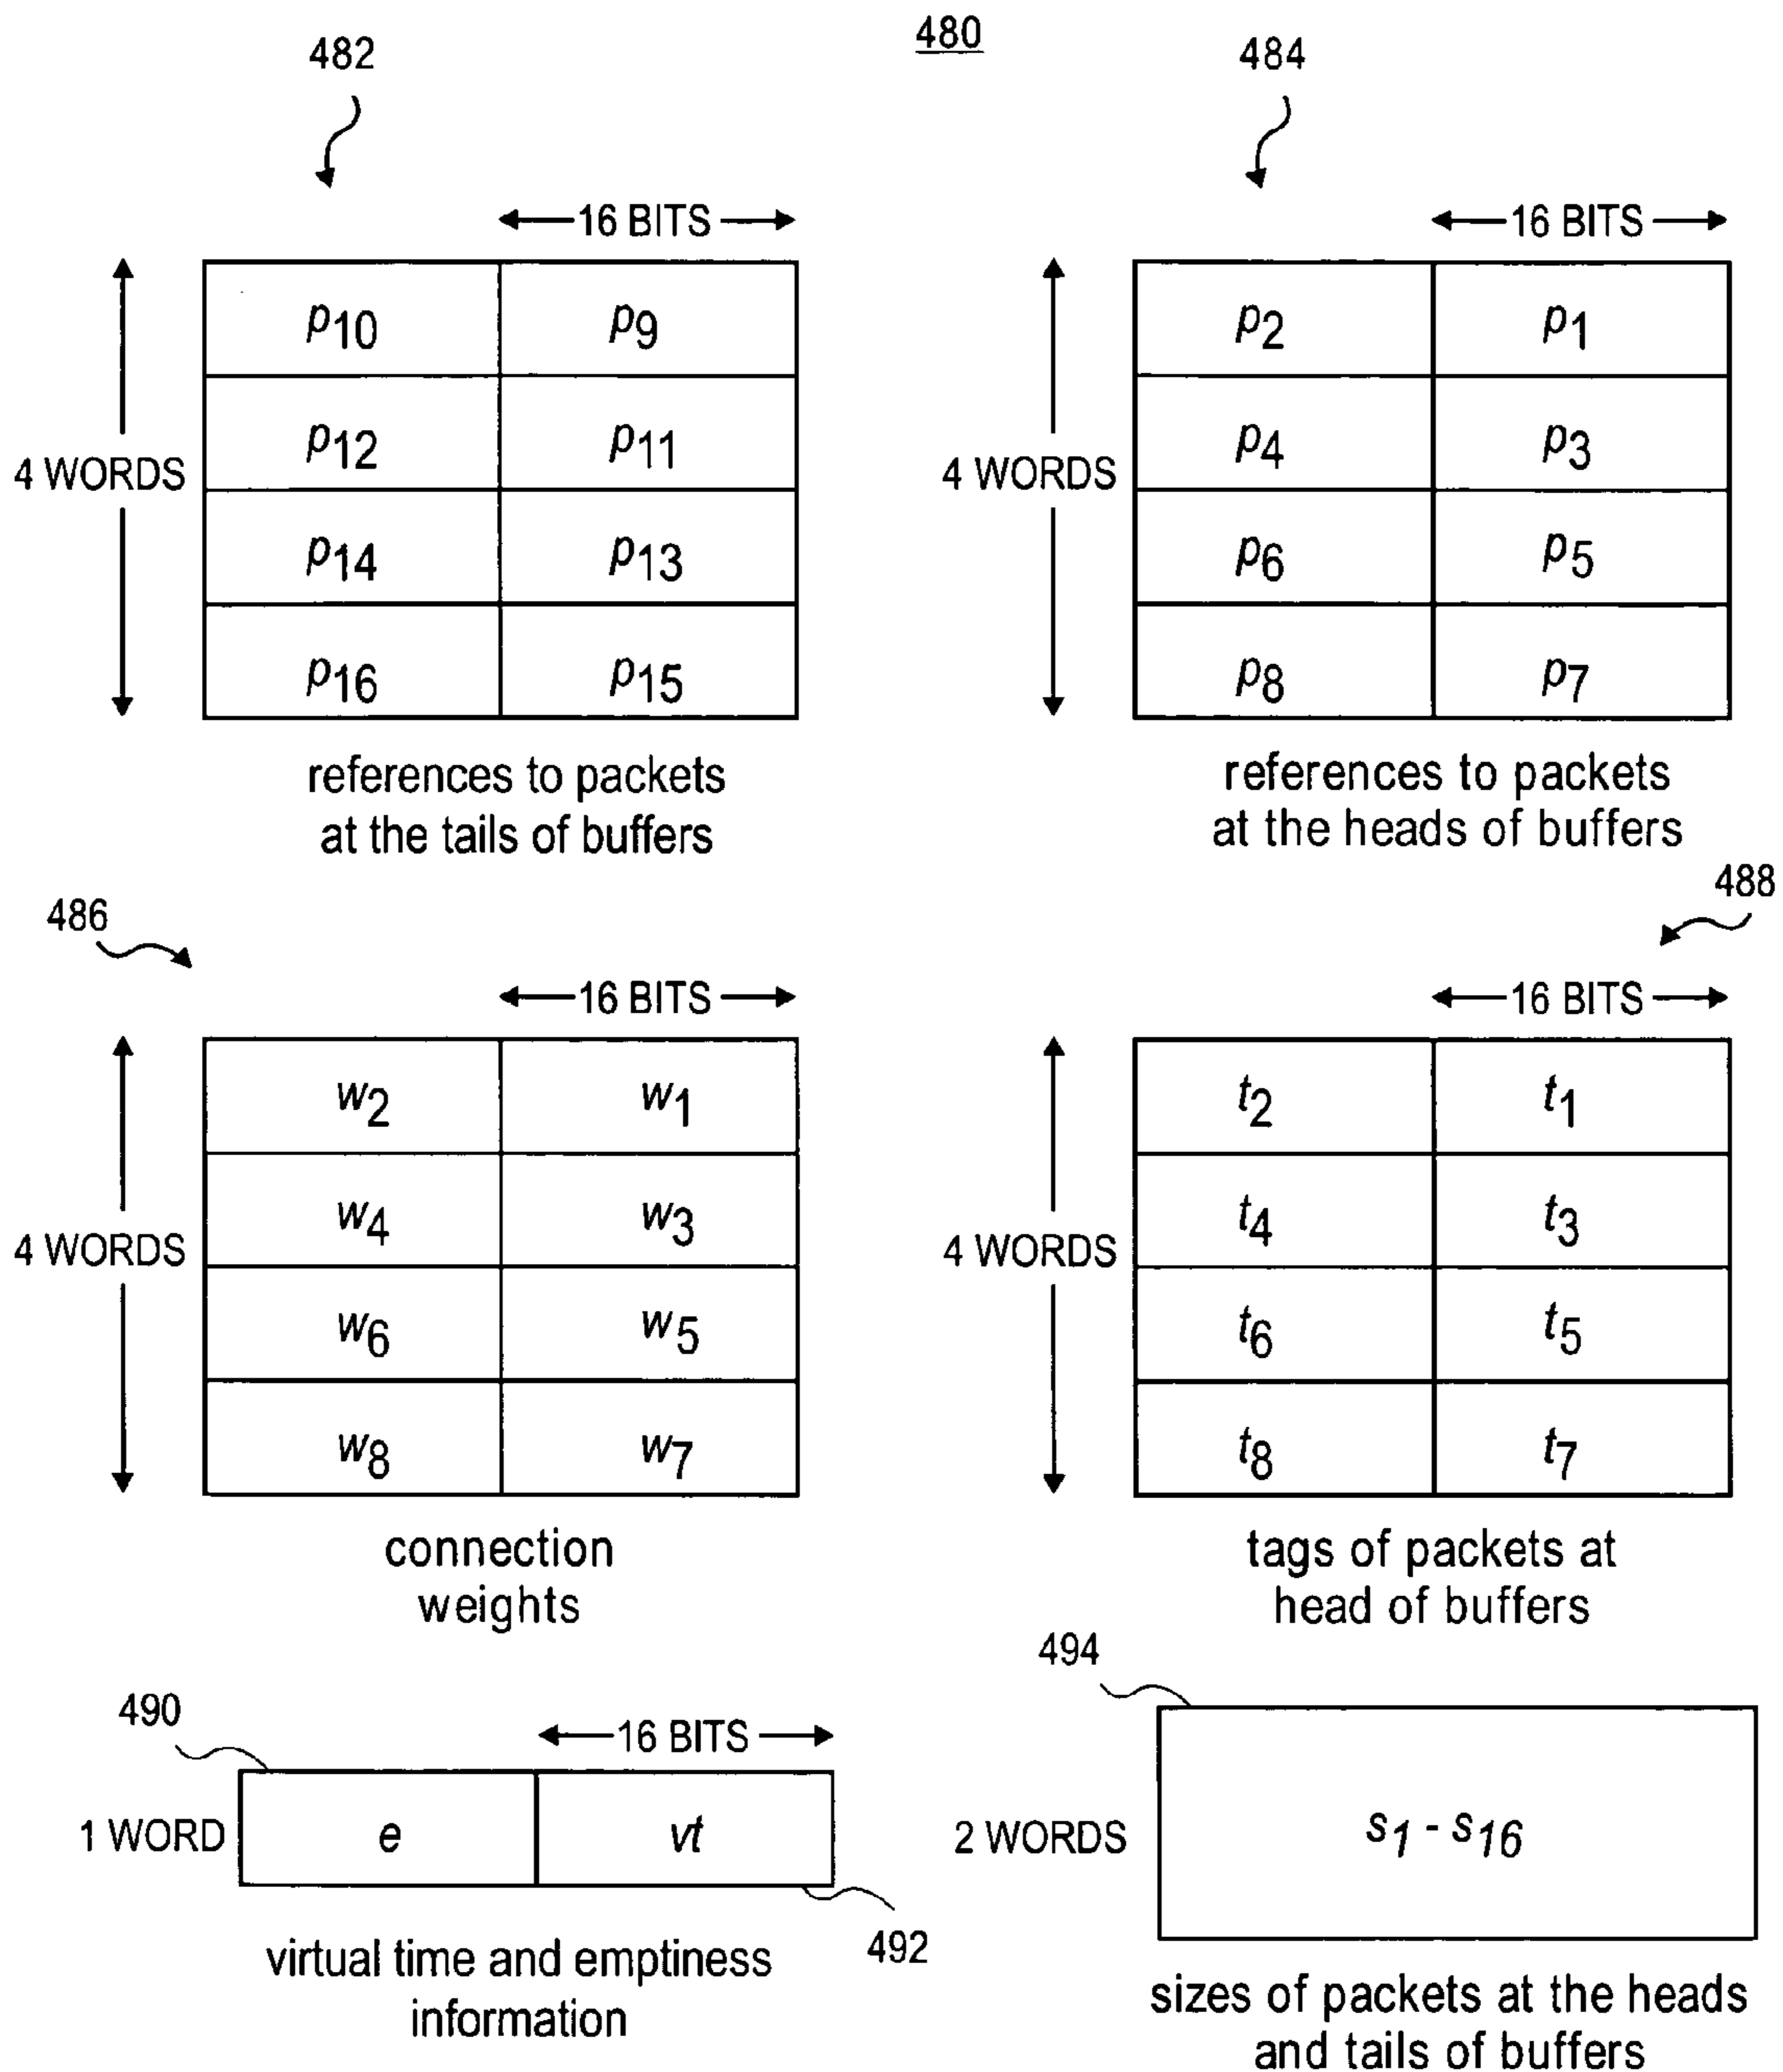 480
482
484
16 BITS
16 BITS
4 WORDS
p10 p9
p12 p11
p14 p13
p16 p15
4 WORDS
p2 p1
p4 p3
p6 p5
p8 p7
references to packets
at the tails of buffers
references to packets
at the heads of buffers
486
488
16 BITS
16 BITS
4 WORDS
w2 w1
w4 w3
w6 w5
w8 w7
4 WORDS
t2 t1
t4 t3
t6 t5
t8 t7
connection
weights
tags of packets at
head of buffers
490
16 BITS
1 WORD
e vt
492
virtual time and emptiness
information
494
2 WORDS
s1 - s16
sizes of packets at the heads
and tails of buffers